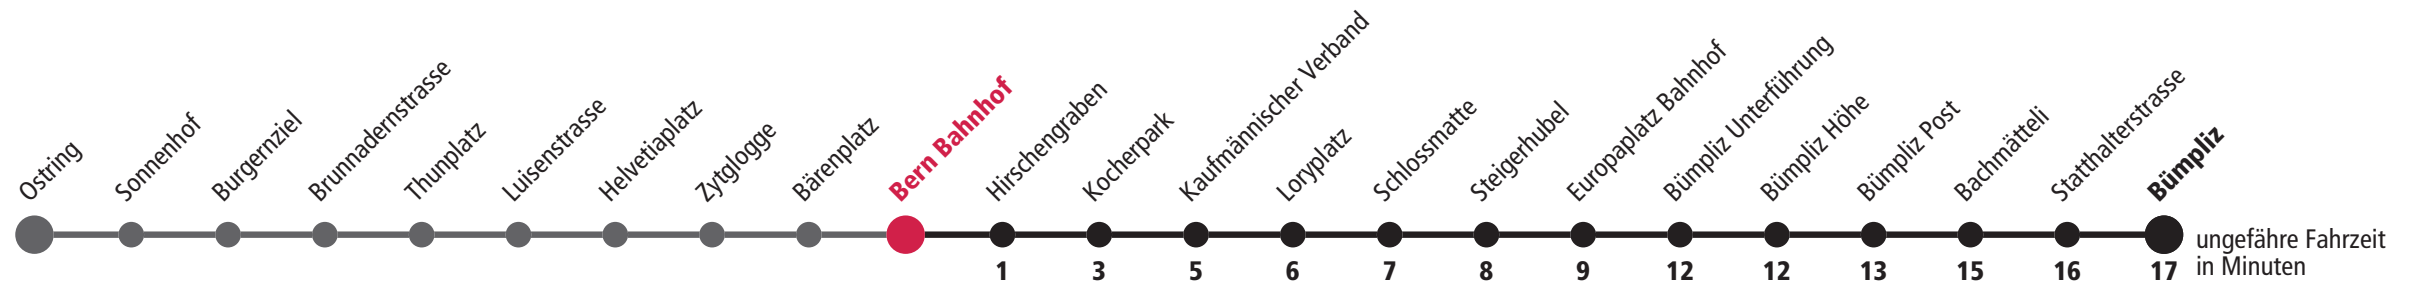 Ostring
Sonnenhof
Burgernziel
Brunnadernstrasse
Thunplatz
Luisenstrasse
Helvetiaplatz
Zytglogge
Bärenplatz
Bern Bahnhof
Hirschengraben
Kocherpark
Kaufmännischer Verband
Loryplatz
Schlossmatte
Steigerhubel
Europaplatz Bahnhof
Bümpliz Unterführung
Bümpliz Höhe
Bümpliz Post
Bachmätteli
Statthalterstrasse
Bümpliz
1 3 5 6 7 8 9 12 12 13 15 16 17
ungefähre Fahrzeit
in Minuten